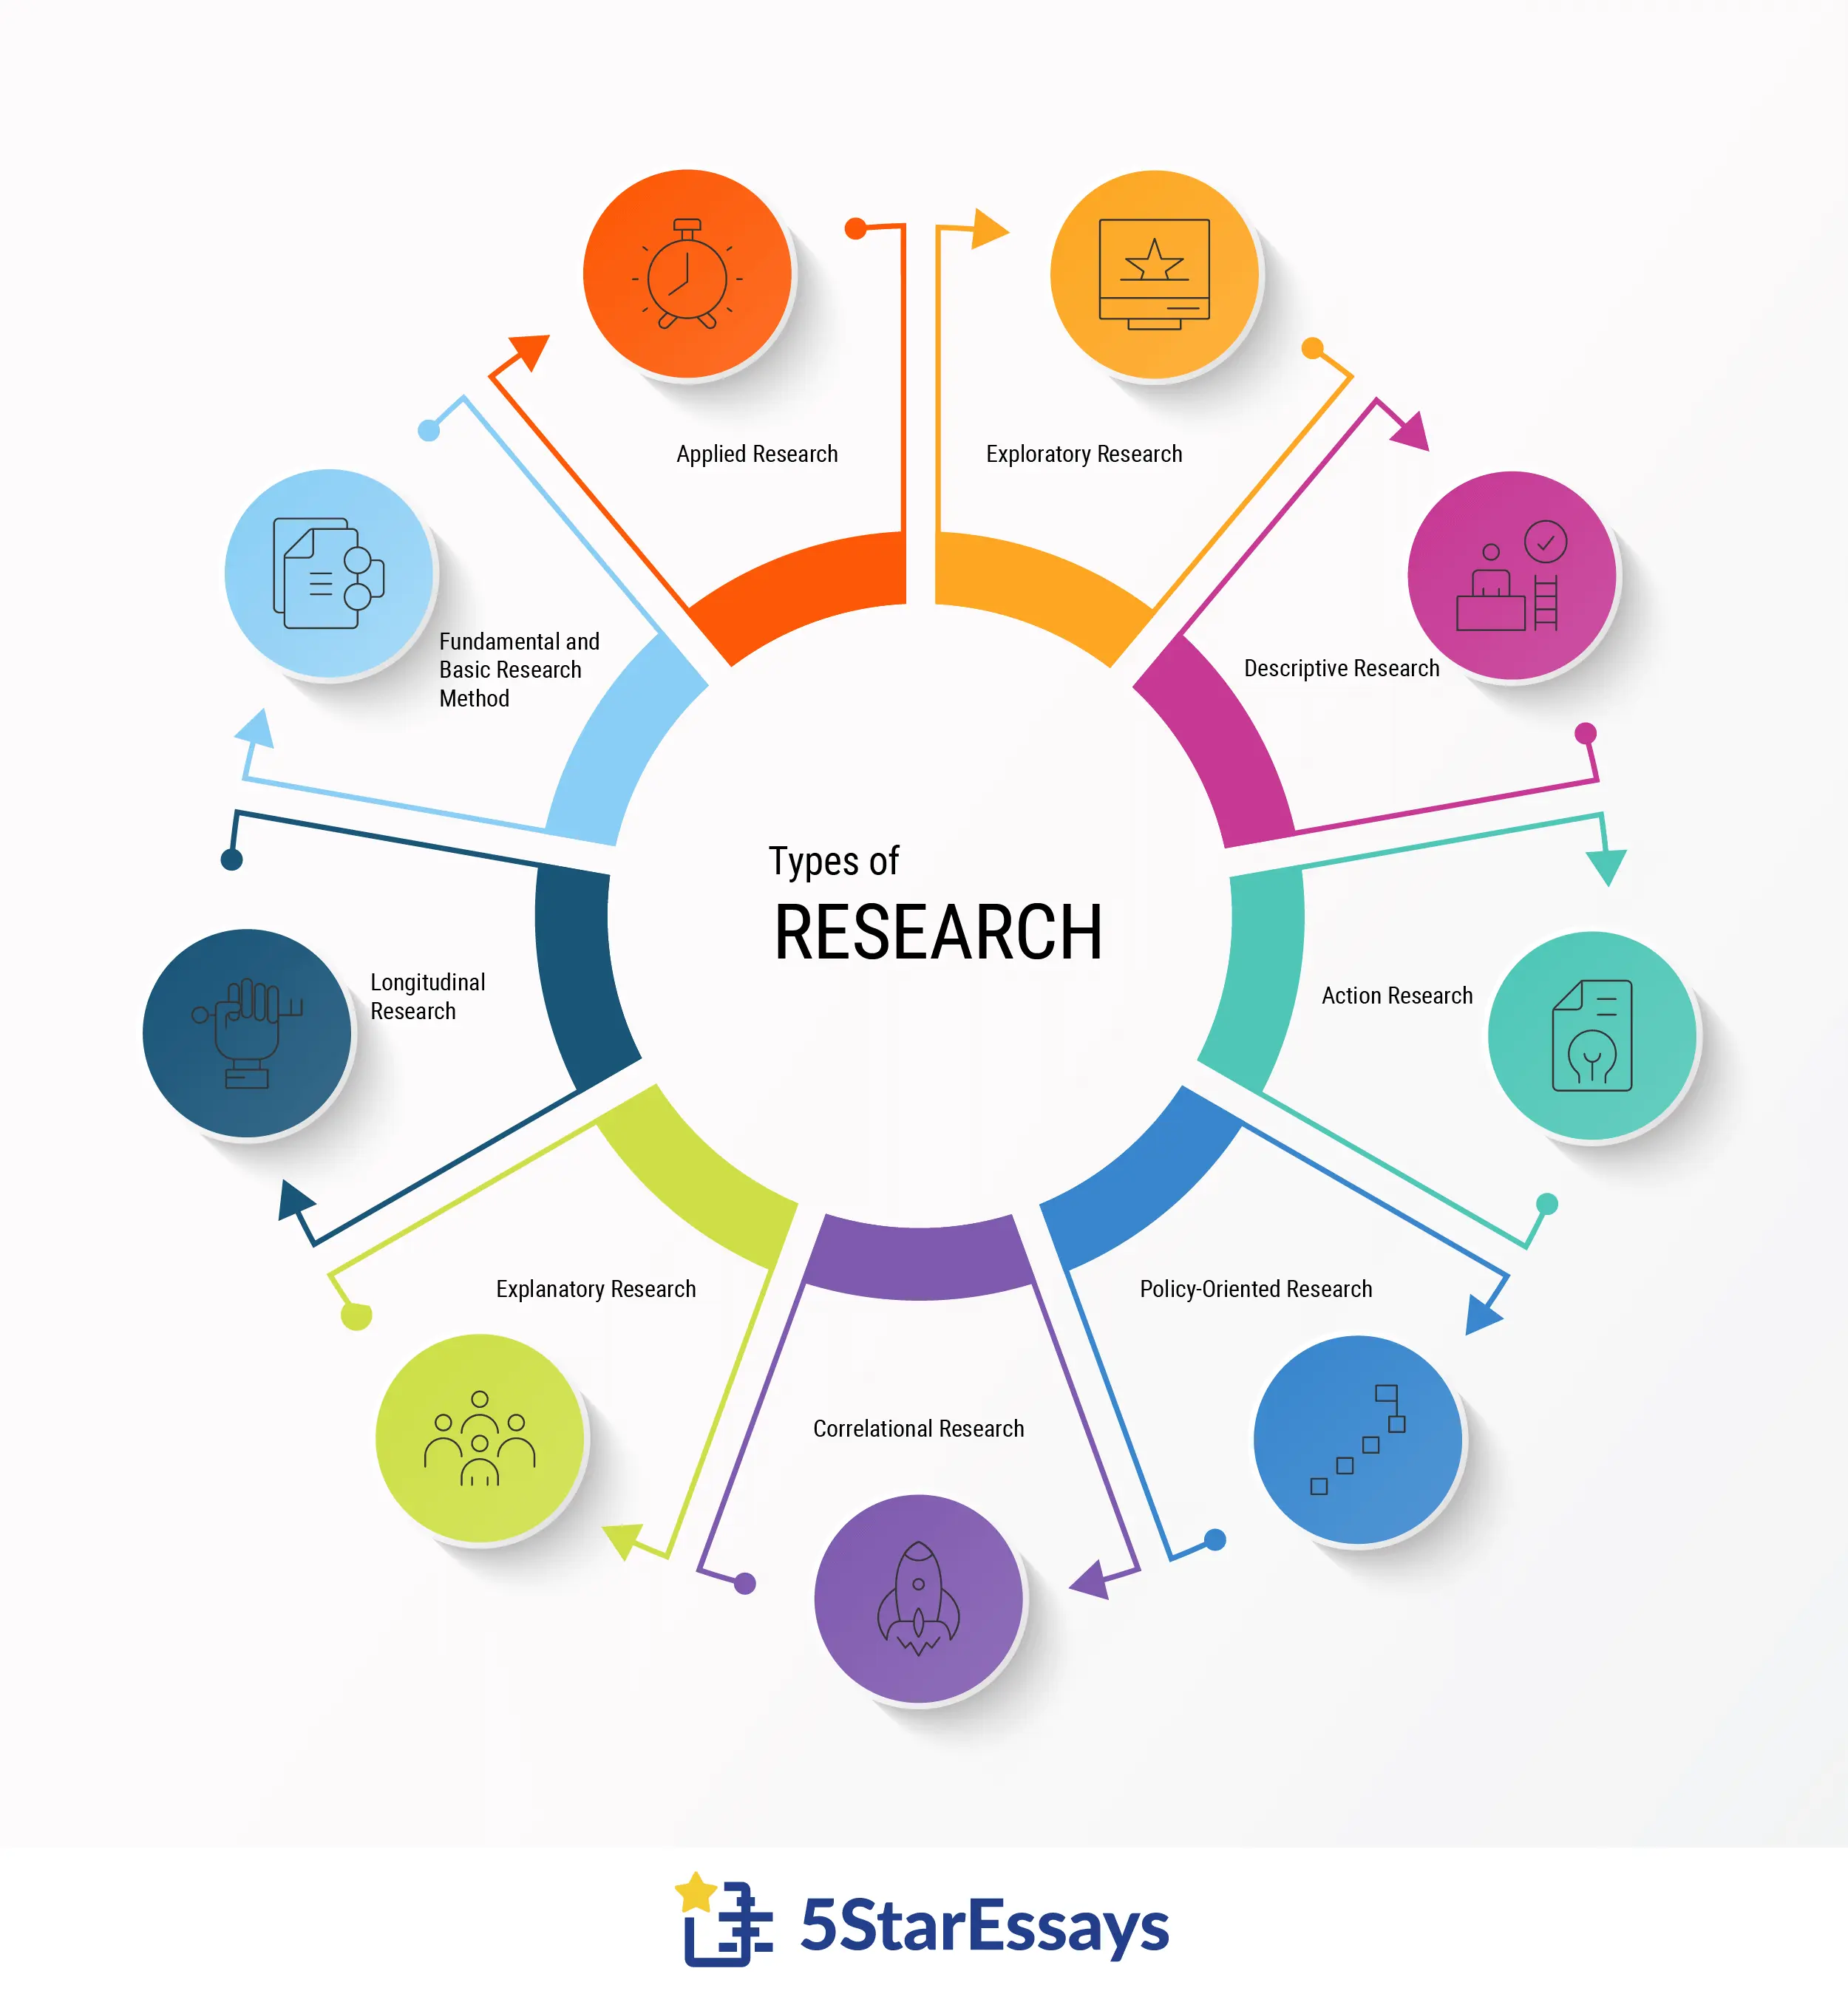 Applied Research
Exploratory Research
Fundamental and
Basic Research
Method
Descriptive Research
Types of
RESEARCH
Longitudinal
Research
Action Research
Explanatory Research
Policy-Oriented Research
Correlational Research
5StarEssays